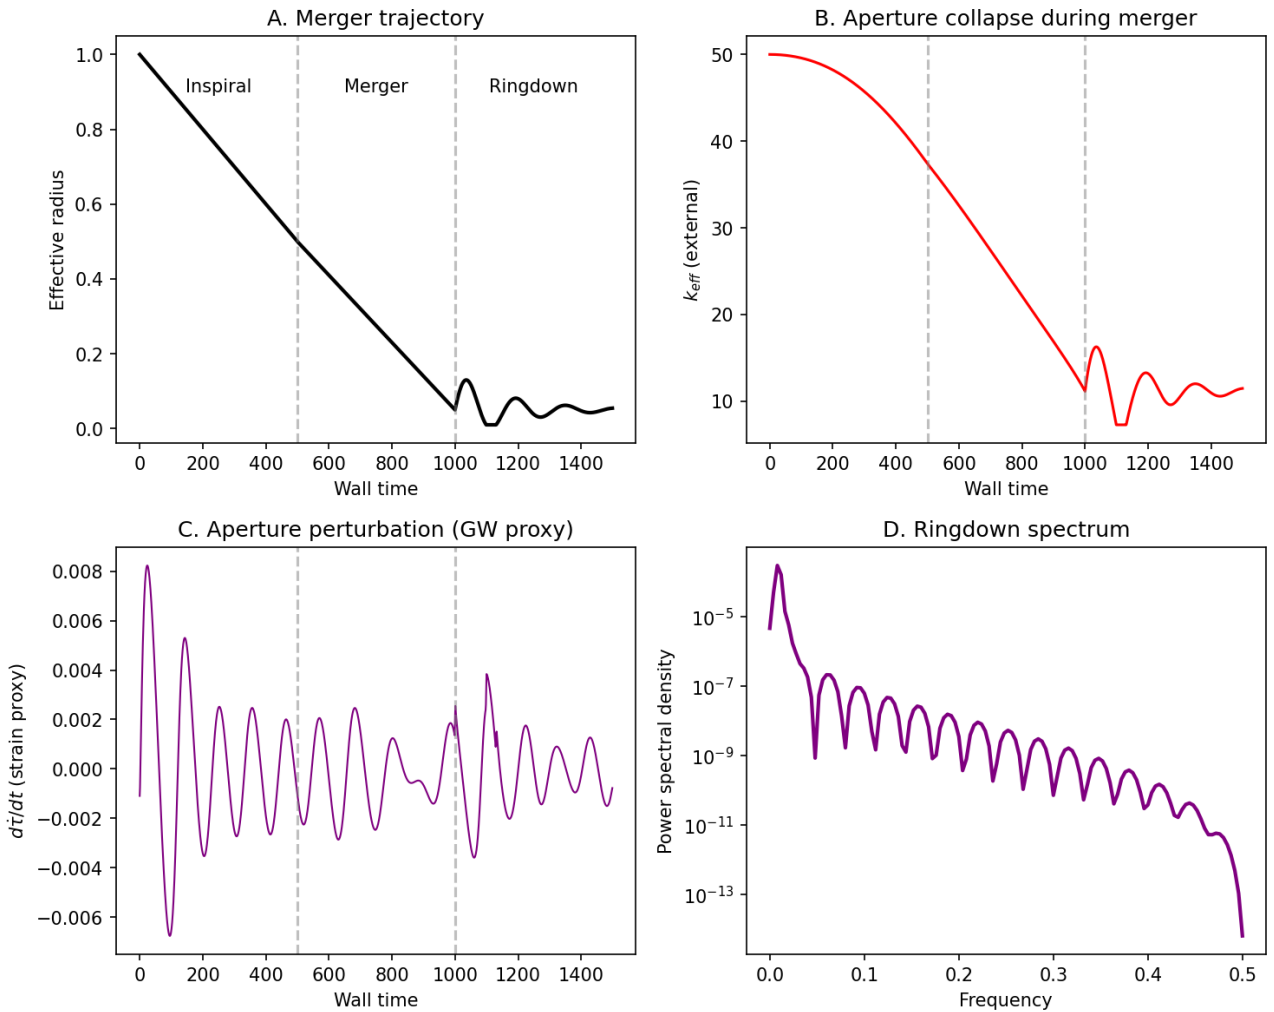 A. Merger trajectory
Effective radius
1.0
0.8
0.6
0.4
0.2
0.0
Inspiral
Merger
Ringdown
0 200 400 600 800 1000 1200 1400
Wall time
B. Aperture collapse during merger
k_{eff} (external)
50
40
30
20
10
0 200 400 600 800 1000 1200 1400
Wall time
C. Aperture perturbation (GW proxy)
dτ̄/dt (strain proxy)
0.008
0.006
0.004
0.002
0.000
−0.002
−0.004
−0.006
0 200 400 600 800 1000 1200 1400
Wall time
D. Ringdown spectrum
Power spectral density
10⁻⁵
10⁻⁷
10⁻⁹
10⁻¹¹
10⁻¹³
0.0 0.1 0.2 0.3 0.4 0.5
Frequency